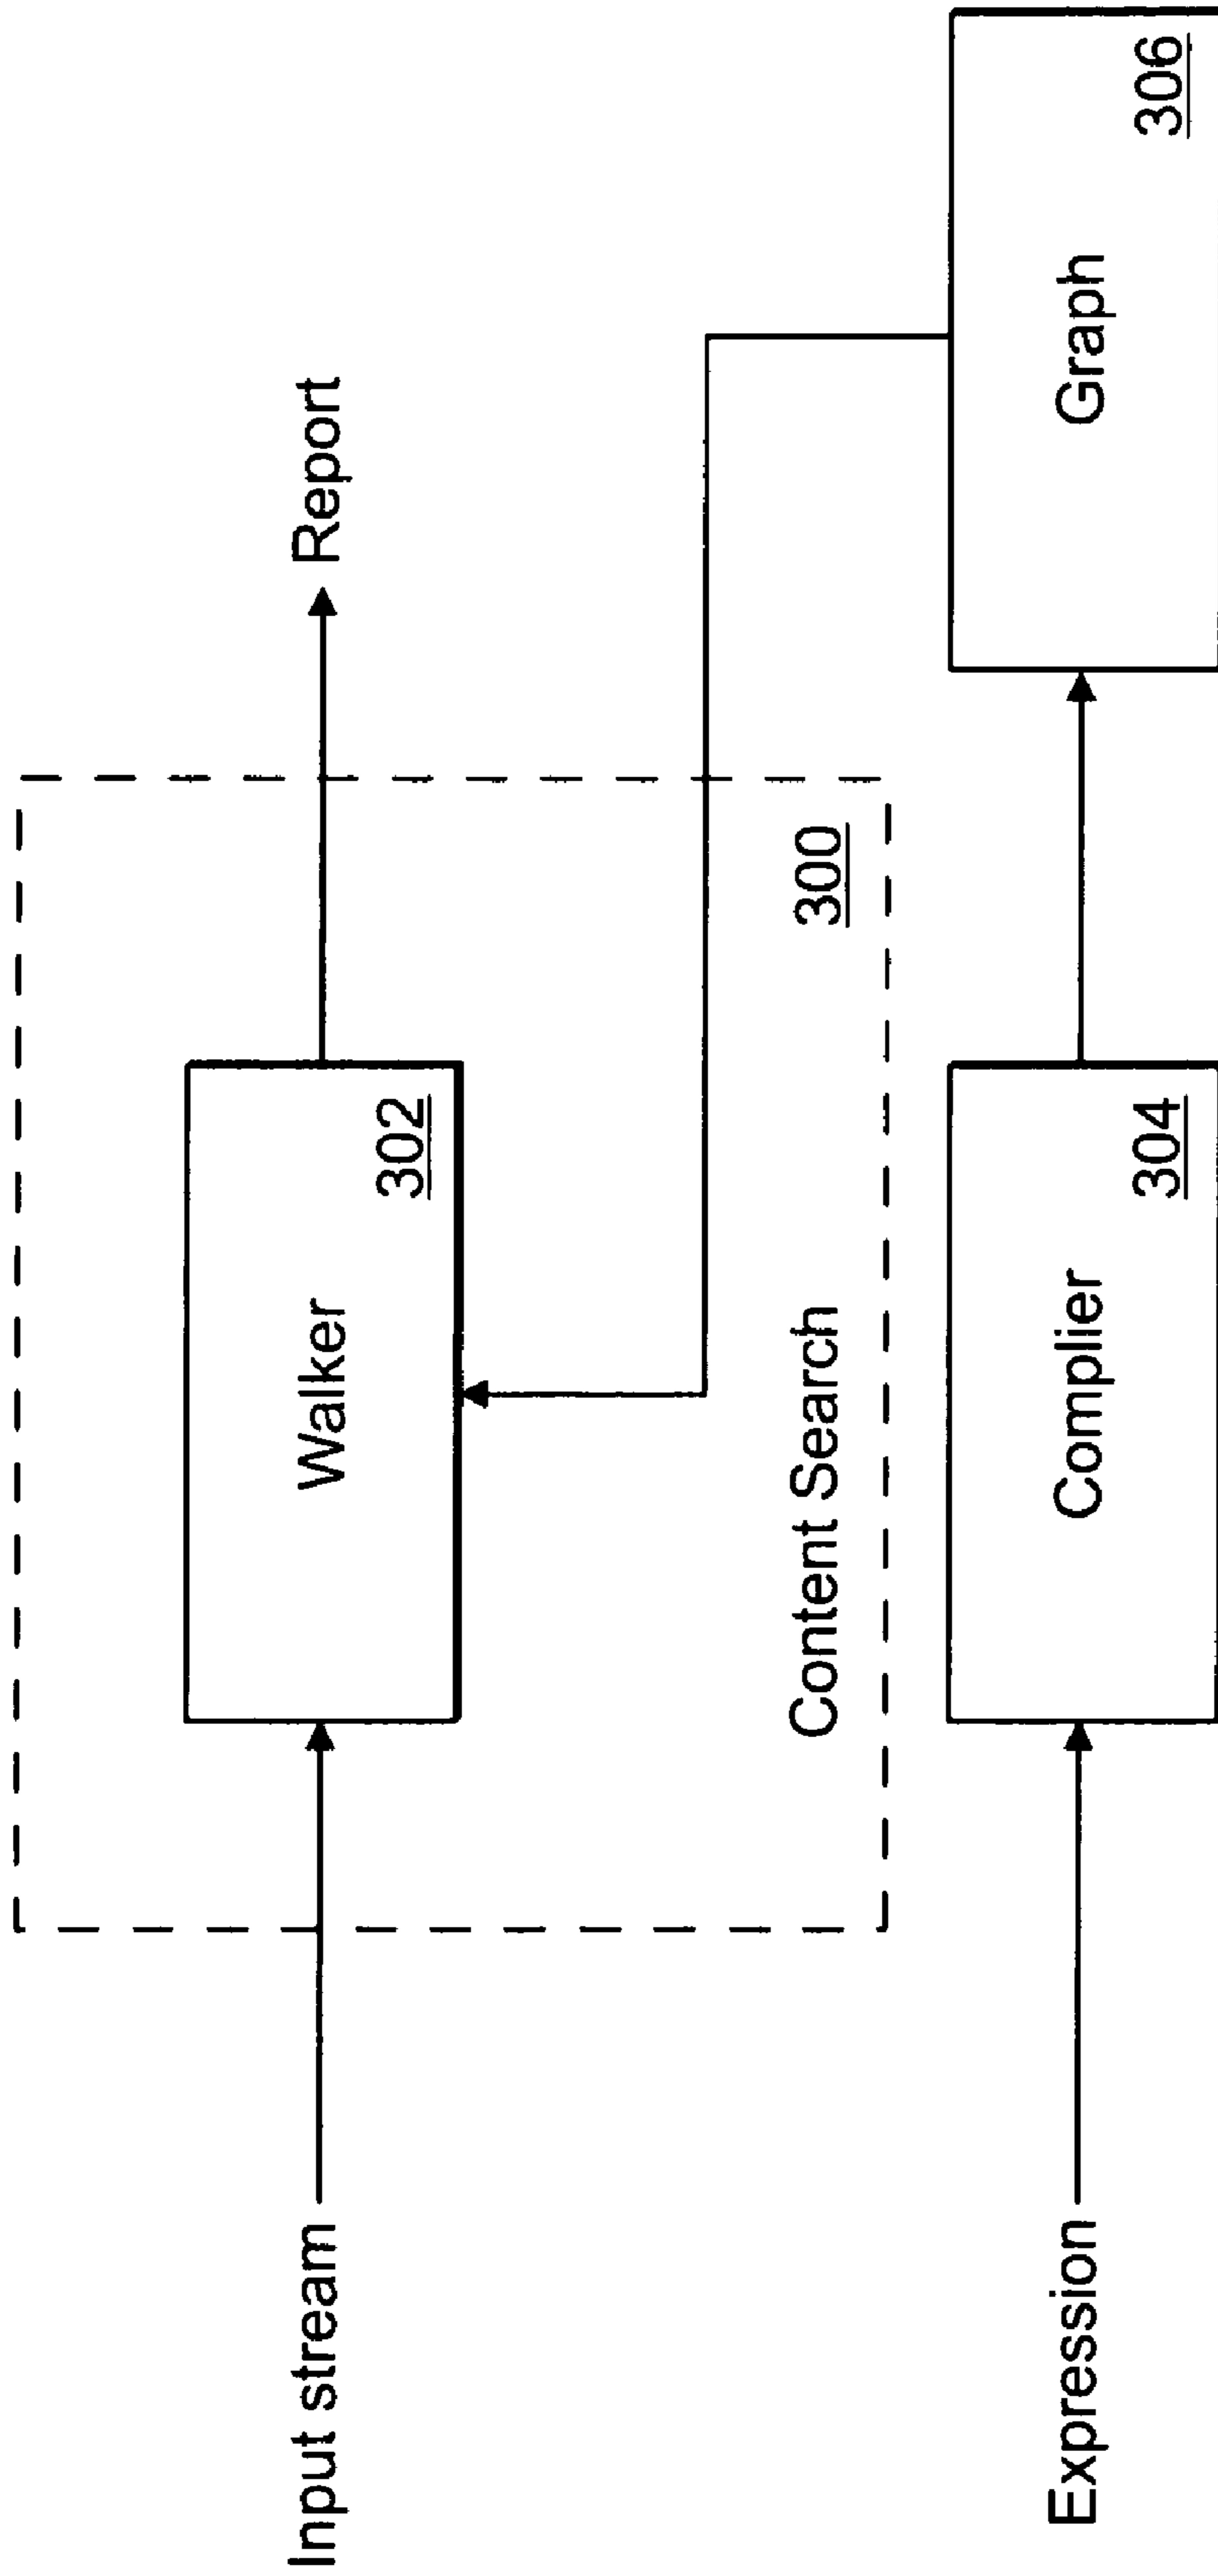 Input stream
Walker
302
Report
Content Search
300
Expression
Complier
304
Graph
306